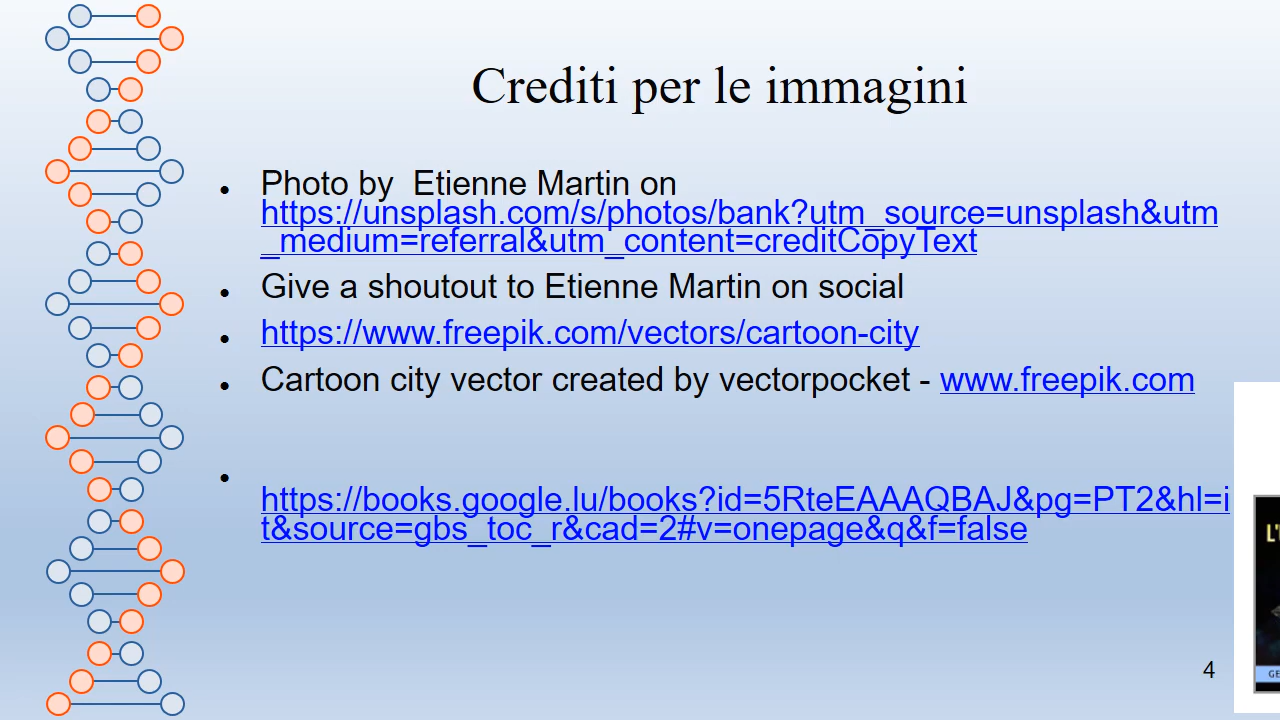 Crediti per le immagini
Photo by  Etienne Martin on
https://unsplash.com/s/photos/bank?utm_source=unsplash&utm
_medium=referral&utm_content=creditCopyText
Give a shoutout to Etienne Martin on social
https://www.freepik.com/vectors/cartoon-city
Cartoon city vector created by vectorpocket - www.freepik.com
https://books.google.lu/books?id=5RteEAAAQBAJ&pg=PT2&hl=i
t&source=gbs_toc_r&cad=2#v=onepage&q&f=false
4